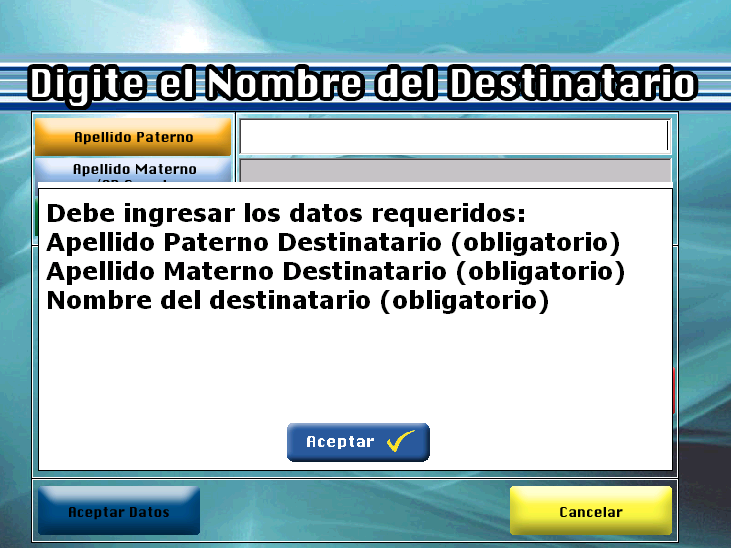 Digite el Nombre del Destinatario
Apellido Paterno
Apellido Materno
Debe ingresar los datos requeridos:
Apellido Paterno Destinatario (obligatorio)
Apellido Materno Destinatario (obligatorio)
Nombre del destinatario (obligatorio)
Aceptar
Aceptar Datos
Cancelar